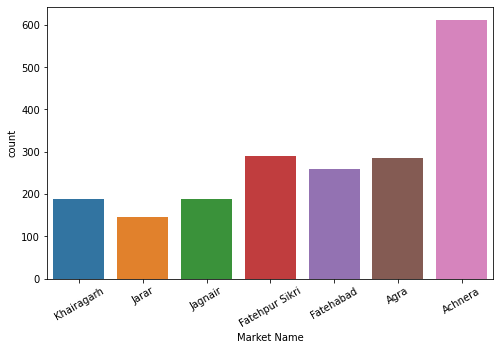 600
500
400
300
200
100
0
count
Khairagarh
Jarar
Jagnair
Fatehpur Sikri
Fatehabad
Agra
Achnera
Market Name